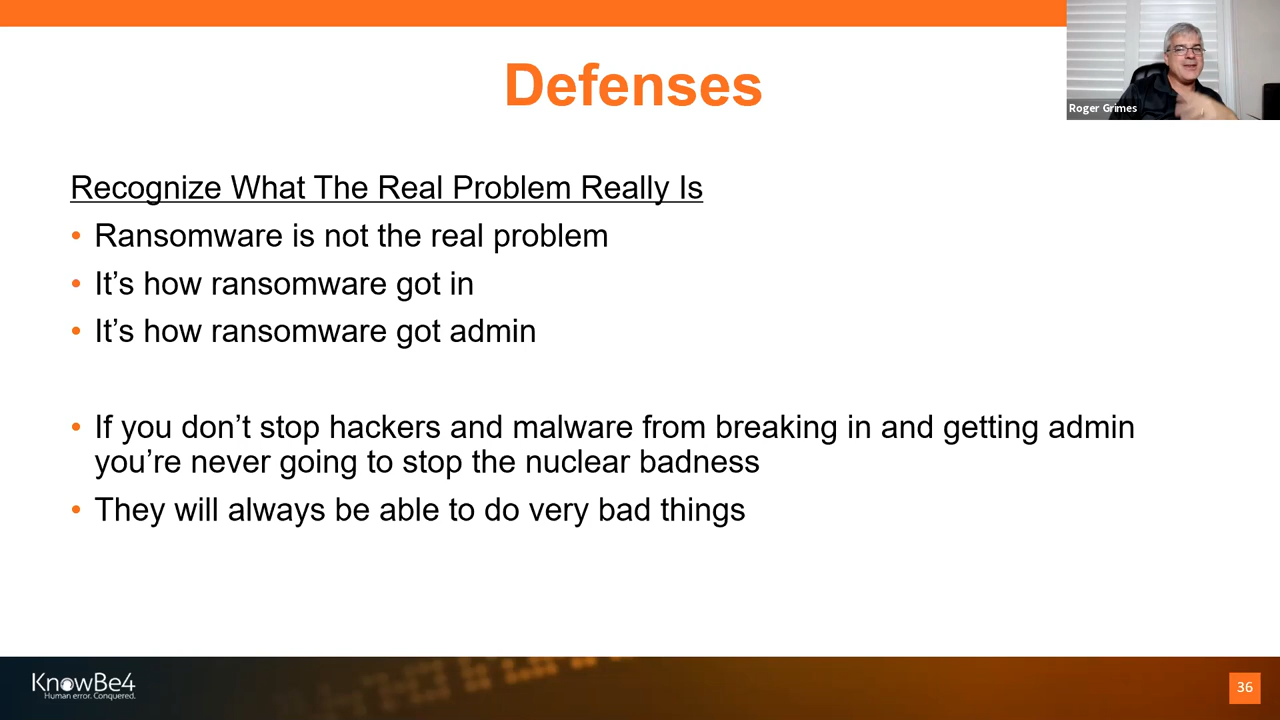 Defenses
Roger Grimes
Recognize What The Real Problem Really Is
• Ransomware is not the real problem
• It’s how ransomware got in
• It’s how ransomware got admin
• If you don’t stop hackers and malware from breaking in and getting admin
you’re never going to stop the nuclear badness
• They will always be able to do very bad things
KnowBe4
Human error. Conquered.
36